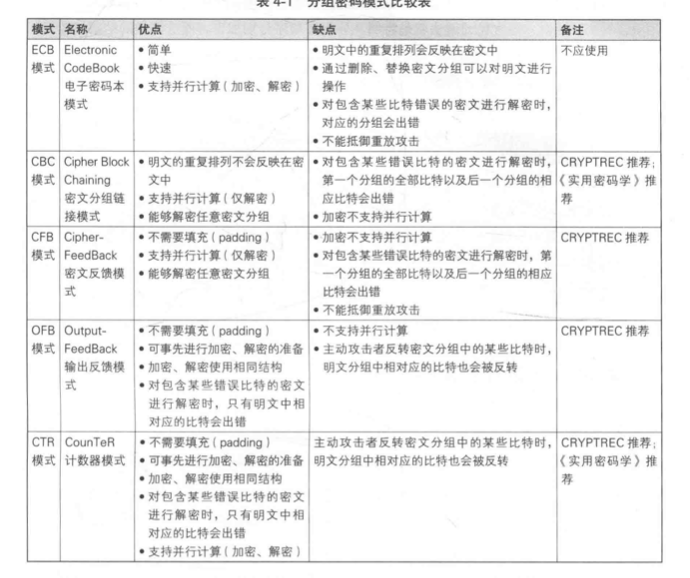 表 4-1 分组密码模式比较表
模式 名称 优点 缺点 备注
ECB 模式
Electronic CodeBook
电子密码本模式
• 简单
• 快速
• 支持并行计算（加密、解密）
• 明文中的重复排列会反映在密文中
• 通过删除、替换密文分组可以对明文进行
操作
• 对包含某些比特错误的密文进行解密时，
对应的分组会出错
• 不能抵御重放攻击
不应使用
CBC 模式
Cipher Block
Chaining
密文分组链
接模式
• 明文的重复排列不会反映在密
文中
• 支持并行计算（仅解密）
• 能够解密任意密文分组
• 对包含某些错误比特的密文进行解密时，
第一个分组的全部比特以及后一个分组的相
应比特会出错
• 加密不支持并行计算
CRYPTREC 推荐；
《实用密码学》推
荐
CFB 模式
Cipher-
FeedBack
密文反馈模
式
• 不需要填充（padding）
• 支持并行计算（仅解密）
• 能够解密任意密文分组
• 加密不支持并行计算
• 对包含某些错误比特的密文进行解密时，第
一个分组的全部比特以及后一个分组的相应
比特会出错
• 不能抵御重放攻击
CRYPTREC 推荐
OFB 模式
Output-
FeedBack
输出反馈模
式
• 不需要填充（padding）
• 可事先进行加密、解密的准备
• 加密、解密使用相同结构
• 对包含某些错误比特的密文
进行解密时，只有明文中相
对应的比特会出错
• 不支持并行计算
• 主动攻击者反转密文分组中的某些比特时，
明文分组中相对应的比特也会被反转
CRYPTREC 推荐
CTR 模式
CounTeR
计数器模式
• 不需要填充（padding）
• 可事先进行加密、解密的准备
• 加密、解密使用相同结构
• 对包含某些错误比特的密文
进行解密时，只有明文中相
对应的比特会出错
• 支持并行计算（加密、解密）
主动攻击者反转密文分组中的某些比特时，
明文分组中相对应的比特也会被反转
CRYPTREC 推荐；
《实用密码学》推
荐